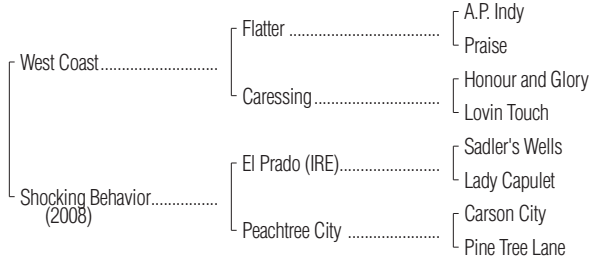 A.P. Indy
Flatter
Praise
West Coast
Honour and Glory
Caressing
Lovin Touch
Sadler's Wells
El Prado (IRE)
Lady Capulet
Shocking Behavior
(2008)
Carson City
Peachtree City
Pine Tree Lane